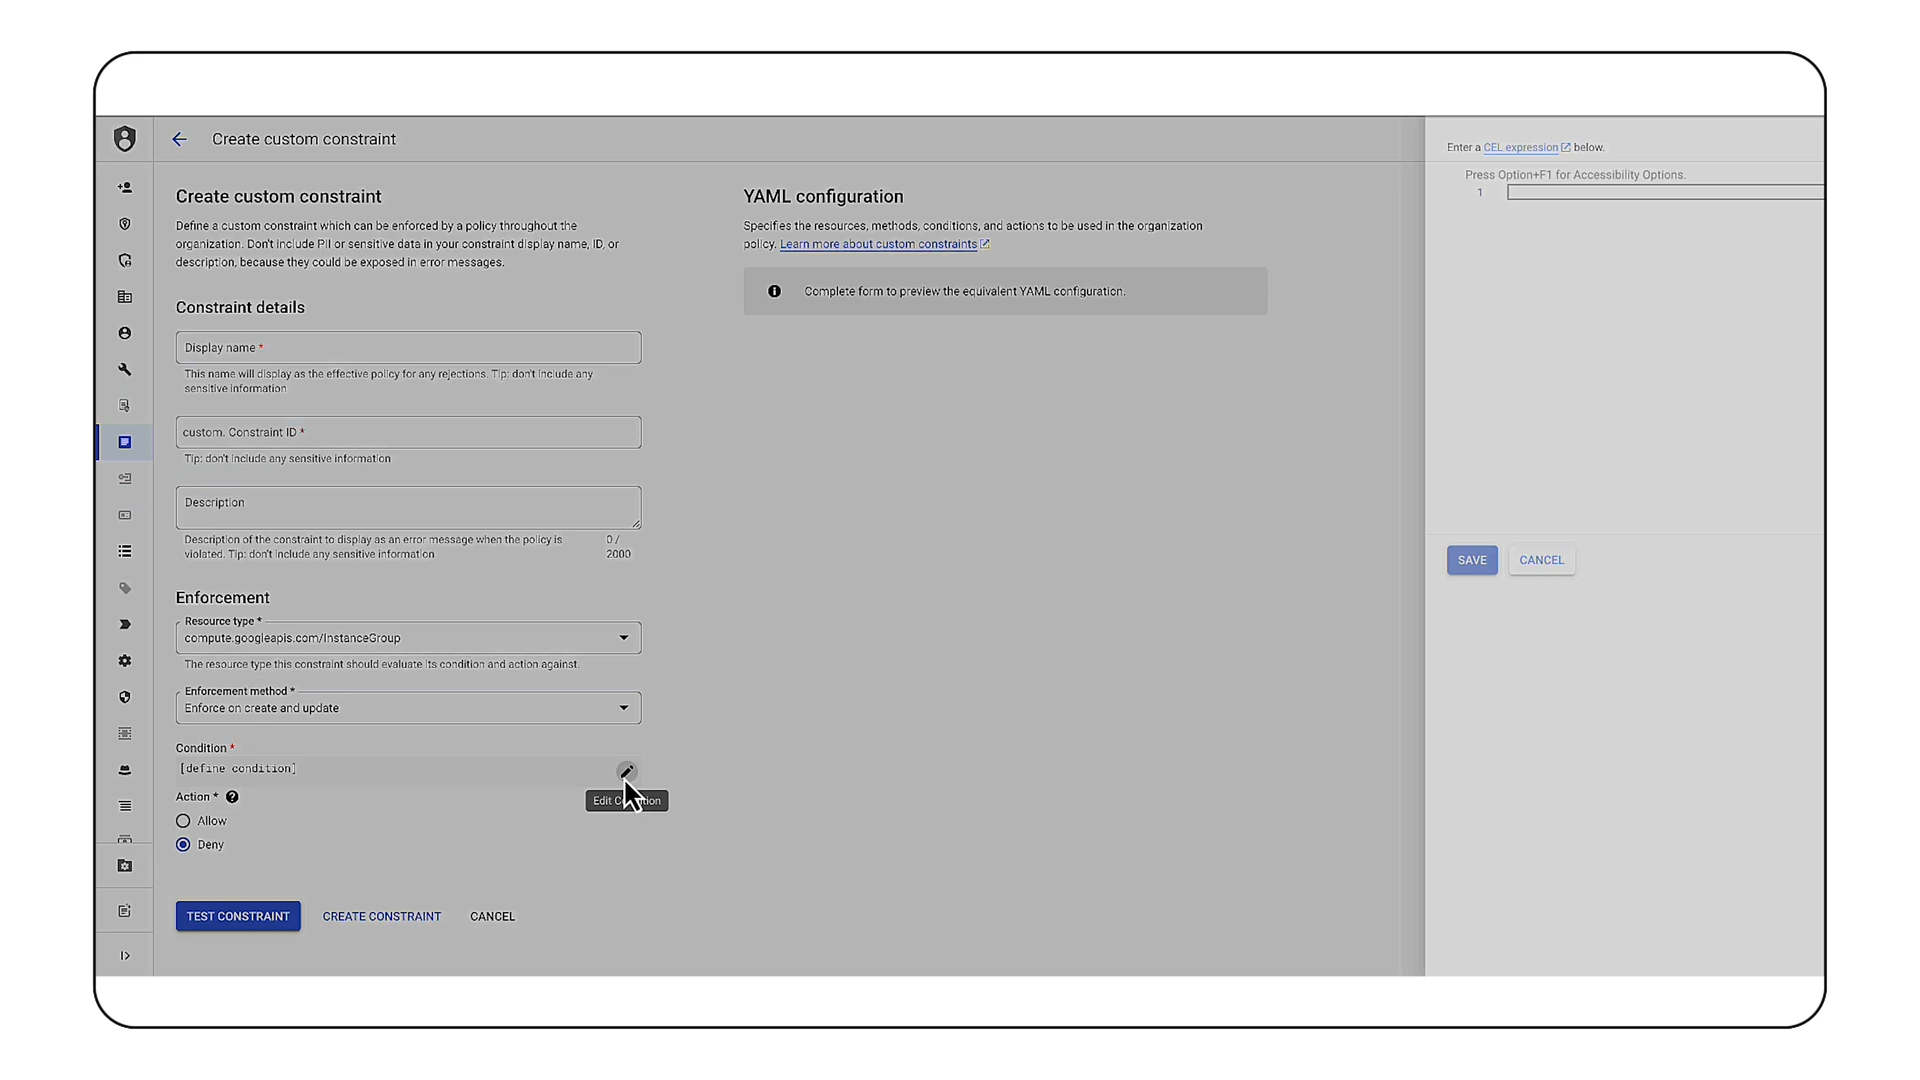 Create custom constraint
Create custom constraint
Define a custom constraint which can be enforced by a policy throughout the
organization. Don't include PII or sensitive data in your constraint display name, ID, or
description, because they could be exposed in error messages.
Constraint details
Display name *
This name will display as the effective policy for any rejections. Tip: don't include any
sensitive information
custom. Constraint ID *
Tip: don't include any sensitive information
Description
Description of the constraint to display as an error message when the policy is
violated. Tip: don't include any sensitive information
0 /
2000
Enforcement
Resource type *
compute.googleapis.com/InstanceGroup
The resource type this constraint should evaluate its condition and action against.
Enforcement method *
Enforce on create and update
Condition *
[define condition]
Edit
Action *
Allow
Deny
TEST CONSTRAINT CREATE CONSTRAINT CANCEL
YAML configuration
Specifies the resources, methods, conditions, and actions to be used in the organization
policy. Learn more about custom constraints
Complete form to preview the equivalent YAML configuration.
Enter a CEL expression below.
Press Option+F1 for Accessibility Options.
1
SAVE CANCEL